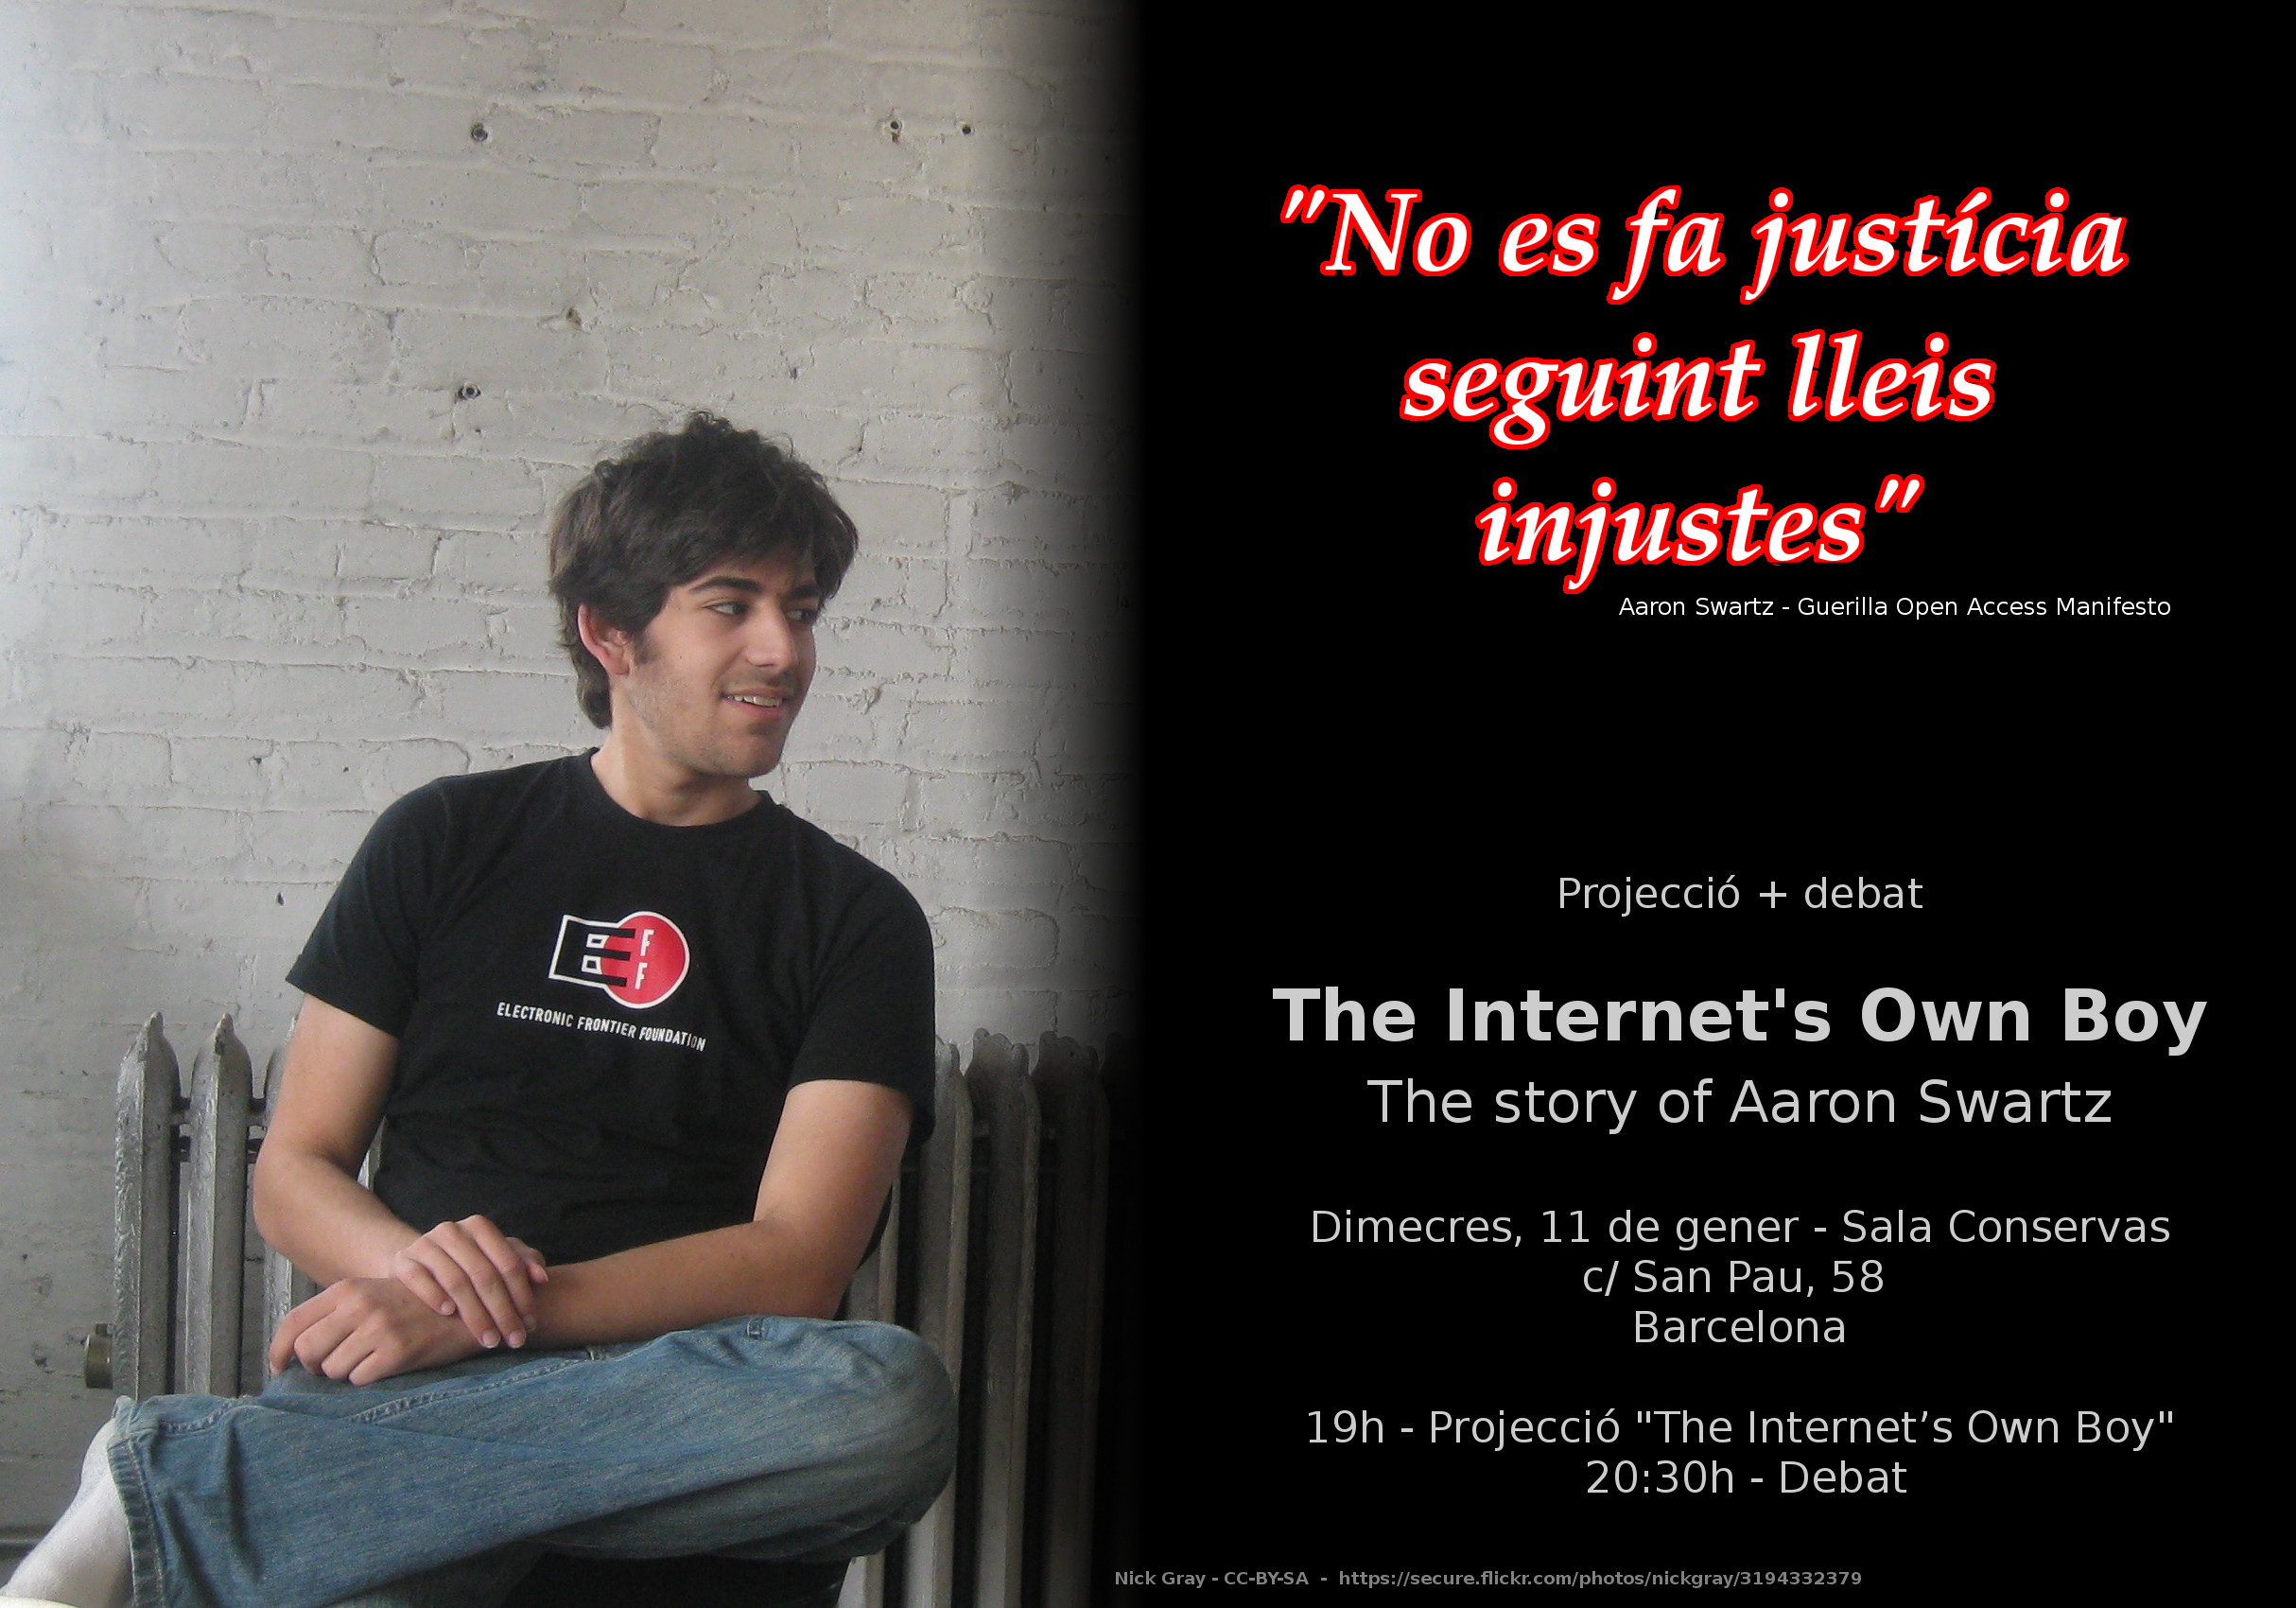 "No es fa justícia
seguint lleis
injustes"
Aaron Swartz - Guerilla Open Access Manifesto
E
F
F
ELECTRONIC FRONTIER FOUNDATION
Projecció + debat
The Internet's Own Boy
The story of Aaron Swartz
Dimecres, 11 de gener - Sala Conservas
c/ San Pau, 58
Barcelona
19h - Projecció "The Internet’s Own Boy"
20:30h - Debat
Nick Gray - CC-BY-SA - https://secure.flickr.com/photos/nickgray/3194332379